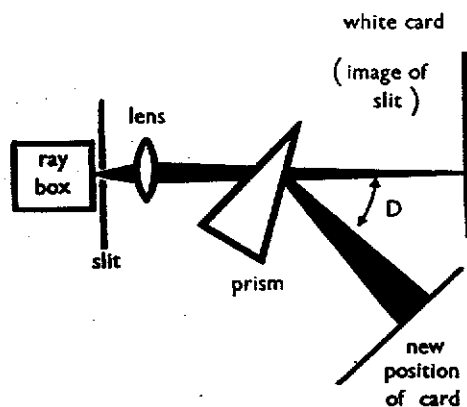 white card
(image of
slit)
lens
ray
box
slit
D
prism
new
position
of card